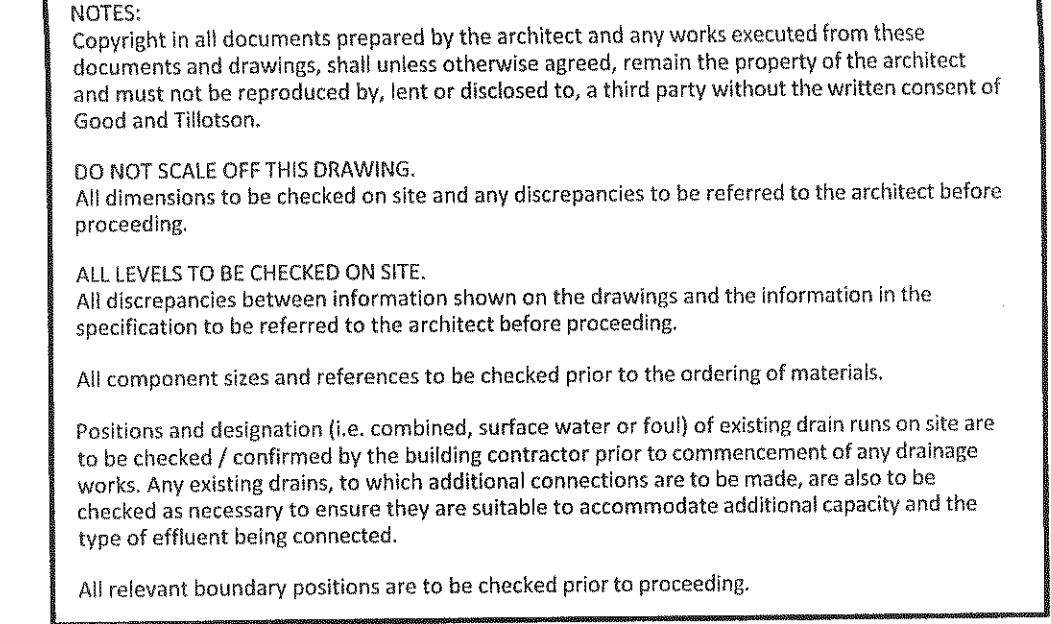 NOTES:
Copyright in all documents prepared by the architect and any works executed from these
documents and drawings, shall unless otherwise agreed, remain the property of the architect
and must not be reproduced by, lent or disclosed to, a third party without the written consent of
Good and Tillotson.
DO NOT SCALE OFF THIS DRAWING.
All dimensions to be checked on site and any discrepancies to be referred to the architect before
proceeding.
ALL LEVELS TO BE CHECKED ON SITE.
All discrepancies between information shown on the drawings and the information in the
specification to be referred to the architect before proceeding.
All component sizes and references to be checked prior to the ordering of materials.
Positions and designation (i.e. combined, surface water or foul) of existing drain runs on site are
to be checked / confirmed by the building contractor prior to commencement of any drainage
works. Any existing drains, to which additional connections are to be made, are also to be
checked as necessary to ensure they are suitable to accommodate additional capacity and the
type of effluent being connected.
All relevant boundary positions are to be checked prior to proceeding.